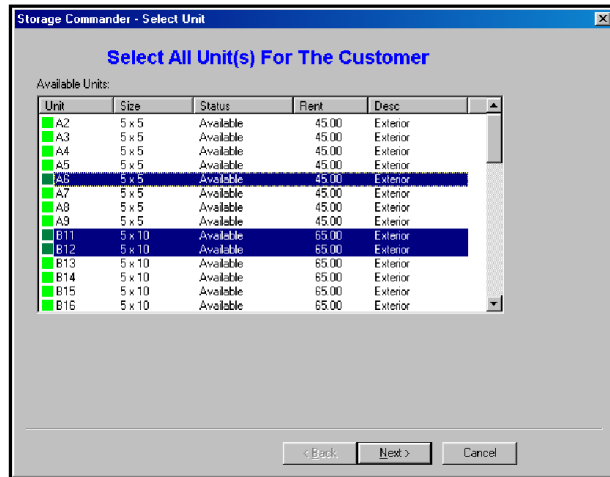 Storage Commander - Select Unit
Select All Unit(s) For The Customer
Available Units:
Unit Size Status Rent Desc
A2 5 x 5 Available 45.00 Exterior
A3 5 x 5 Available 45.00 Exterior
A4 5 x 5 Available 45.00 Exterior
A5 5 x 5 Available 45.00 Exterior
A6 5 x 5 Available 45.00 Exterior
A7 5 x 5 Available 45.00 Exterior
A8 5 x 5 Available 45.00 Exterior
A9 5 x 5 Available 45.00 Exterior
B11 5 x 10 Available 65.00 Exterior
B12 5 x 10 Available 65.00 Exterior
B13 5 x 10 Available 65.00 Exterior
B14 5 x 10 Available 65.00 Exterior
B15 5 x 10 Available 65.00 Exterior
B16 5 x 10 Available 65.00 Exterior
< Back Next > Cancel